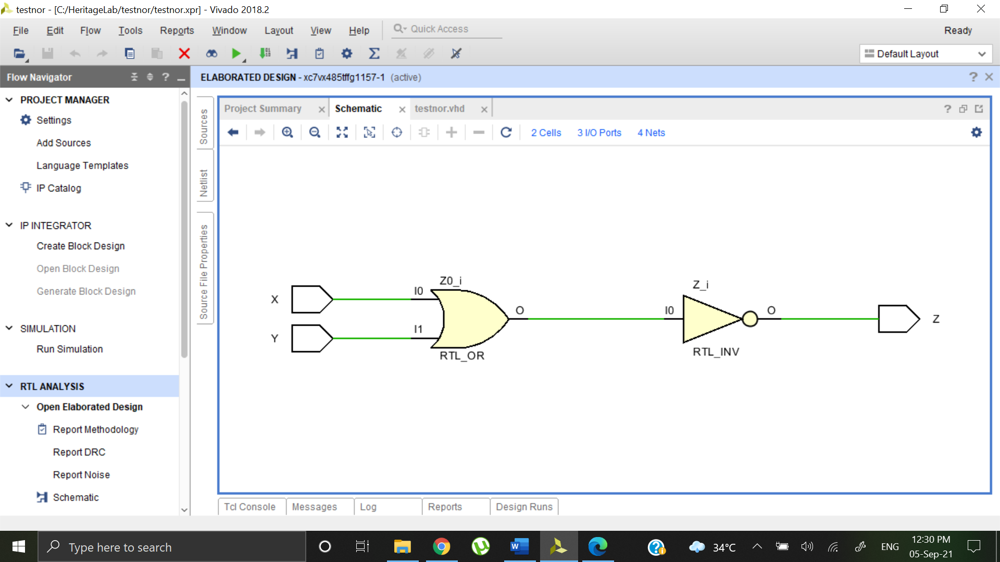 testnor - [C:/HeritageLab/testnor/testnor.xpr] - Vivado 2018.2
File Edit Flow Tools Reports Window Layout View Help Quick Access Ready
Default Layout
Flow Navigator ? ELABORATED DESIGN - xc7vx485tffg1157-1 (active) ?
PROJECT MANAGER
Settings
Add Sources
Language Templates
IP Catalog
IP INTEGRATOR
Create Block Design
Open Block Design
Generate Block Design
SIMULATION
Run Simulation
RTL ANALYSIS
Open Elaborated Design
Report Methodology
Report DRC
Report Noise
Schematic
Sources
Netlist
Source File Properties
Project Summary Schematic testnor.vhd ?
2 Cells 3 I/O Ports 4 Nets
Z0_i
I0
X
Y
I1
O
RTL_OR
Z_i
I0
O
RTL_INV
Z
Tcl Console Messages Log Reports Design Runs
Type here to search
W
?
34°C
ENG
12:30 PM
05-Sep-21